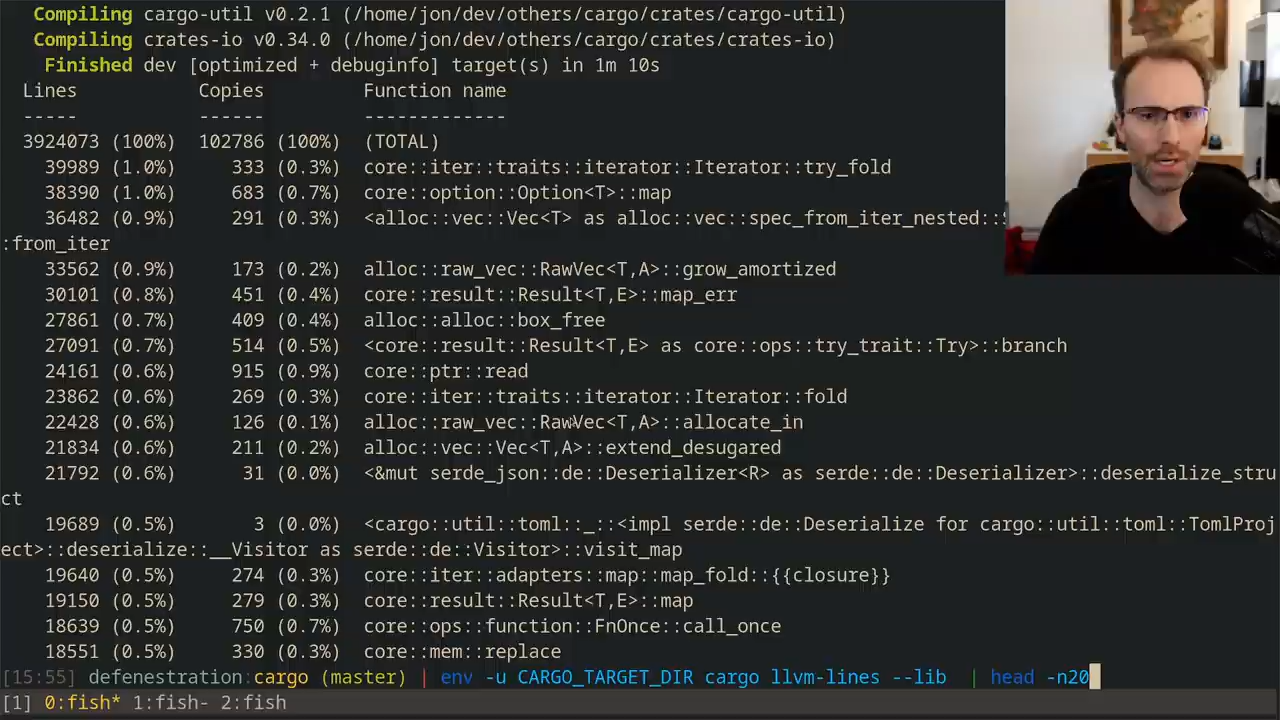 Compiling cargo-util v0.2.1 (/home/jon/dev/others/cargo/crates/cargo-util)
Compiling crates-io v0.34.0 (/home/jon/dev/others/cargo/crates/crates-io)
Finished dev [optimized + debuginfo] target(s) in 1m 10s
Lines Copies Function name
----- ------ -------------
3924073 (100%) 102786 (100%) (TOTAL)
39989 (1.0%) 333 (0.3%) core::iter::traits::iterator::Iterator::try_fold
38390 (1.0%) 683 (0.7%) core::option::Option<T>::map
36482 (0.9%) 291 (0.3%) <alloc::vec::Vec<T> as alloc::vec::spec_from_iter_nested::
:from_iter
33562 (0.9%) 173 (0.2%) alloc::raw_vec::RawVec<T,A>::grow_amortized
30101 (0.8%) 451 (0.4%) core::result::Result<T,E>::map_err
27861 (0.7%) 409 (0.4%) alloc::alloc::box_free
27091 (0.7%) 514 (0.5%) <core::result::Result<T,E> as core::ops::try_trait::Try>::branch
24161 (0.6%) 915 (0.9%) core::ptr::read
23862 (0.6%) 269 (0.3%) core::iter::traits::iterator::Iterator::fold
22428 (0.6%) 126 (0.1%) alloc::raw_vec::RawVec<T,A>::allocate_in
21834 (0.6%) 211 (0.2%) alloc::vec::Vec<T,A>::extend_desugared
21792 (0.6%) 31 (0.0%) <&mut serde_json::de::Deserializer<R> as serde::de::Deserializer>::deserialize_stru
ct
19689 (0.5%) 3 (0.0%) <cargo::util::toml::_::<impl serde::de::Deserialize for cargo::util::toml::TomlProj
ect>::deserialize::__Visitor as serde::de::Visitor>::visit_map
19640 (0.5%) 274 (0.3%) core::iter::adapters::map::map_fold::{{closure}}
19150 (0.5%) 279 (0.3%) core::result::Result<T,E>::map
18639 (0.5%) 750 (0.7%) core::ops::function::FnOnce::call_once
18551 (0.5%) 330 (0.3%) core::mem::replace
[15:55] defenestration:cargo (master) | env -u CARGO_TARGET_DIR cargo llvm-lines --lib | head -n20
[1] 0:fish* 1:fish- 2:fish